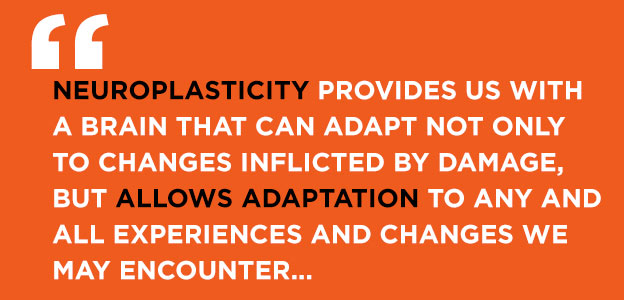 “
NEUROPLASTICITY PROVIDES US WITH
A BRAIN THAT CAN ADAPT NOT ONLY
TO CHANGES INFLICTED BY DAMAGE,
BUT ALLOWS ADAPTATION TO ANY AND
ALL EXPERIENCES AND CHANGES WE
MAY ENCOUNTER...